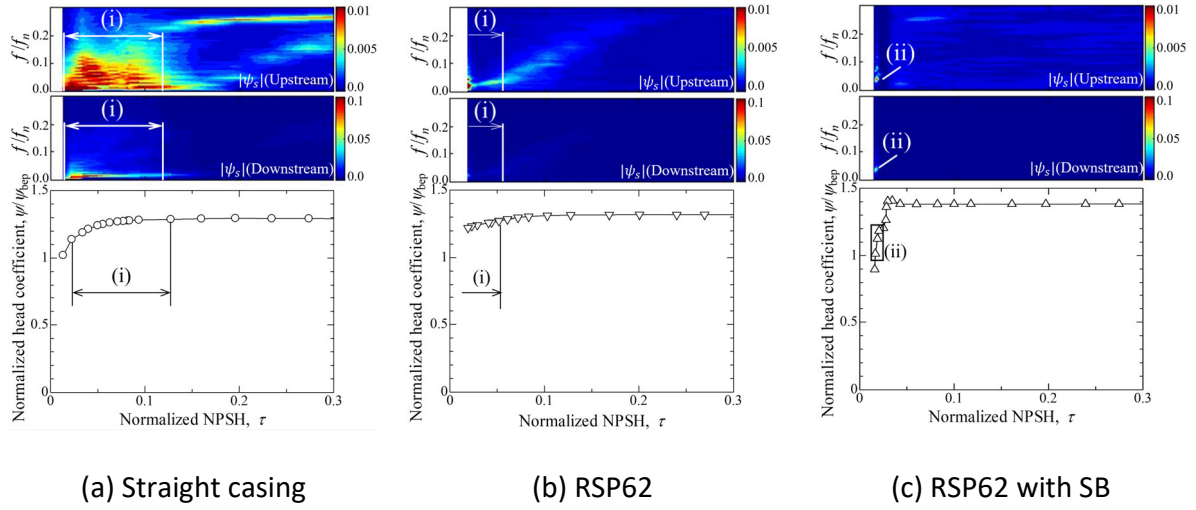 f/fn
0.2
0.1
0.0
(i)
|ψs|(Upstream)
0.01
0.005
0.0
f/fn
0.2
0.1
0.0
(i)
|ψs|(Downstream)
0.1
0.05
0.0
Normalized head coefficient, ψ/ψbep
1.5
1
0.5
0
(i)
0 0.1 0.2 0.3
Normalized NPSH, τ
(a) Straight casing
f/fn
0.2
0.1
0.0
(i)
|ψs|(Upstream)
0.01
0.005
0.0
f/fn
0.2
0.1
0.0
(i)
|ψs|(Downstream)
0.1
0.05
0.0
Normalized head coefficient, ψ/ψbep
1.5
1
0.5
0
(i)
0 0.1 0.2 0.3
Normalized NPSH, τ
(b) RSP62
f/fn
0.2
0.1
0.0
(ii)
|ψs|(Upstream)
0.01
0.005
0.0
f/fn
0.2
0.1
0.0
(ii)
|ψs|(Downstream)
0.1
0.05
0.0
Normalized head coefficient, ψ/ψbep
1.5
1
0.5
0
(ii)
0 0.1 0.2 0.3
Normalized NPSH, τ
(c) RSP62 with SB